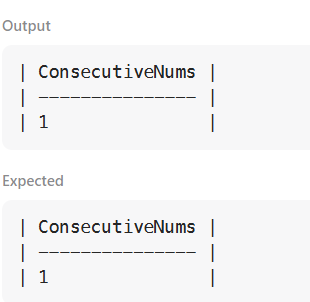 Output
| ConsecutiveNums |
| --------------- |
| 1               |
Expected
| ConsecutiveNums |
| --------------- |
| 1               |